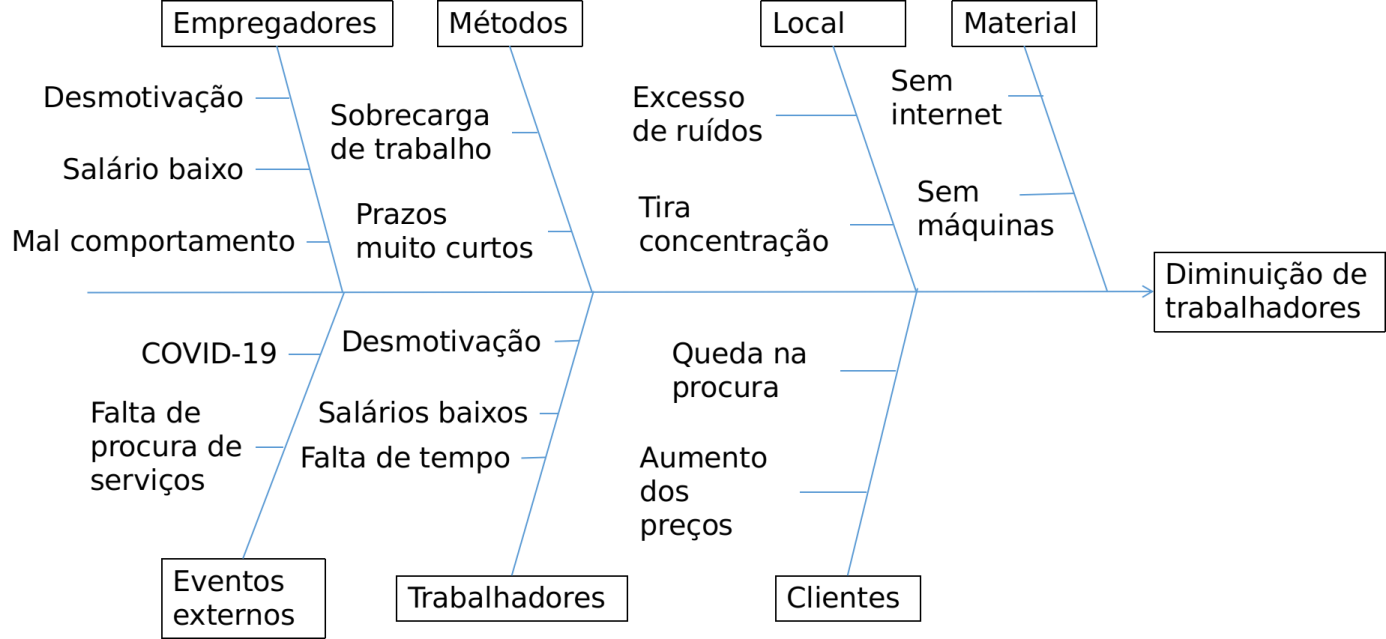 Empregadores
Métodos
Local
Material
Desmotivação
Salário baixo
Mal comportamento
Sobrecarga
de trabalho
Prazos
muito curtos
Excesso
de ruídos
Tira
concentração
Sem
internet
Sem
máquinas
Diminuição de
trabalhadores
COVID-19
Falta de
procura de
serviços
Desmotivação
Salários baixos
Falta de tempo
Queda na
procura
Aumento
dos
preços
Eventos
externos
Trabalhadores
Clientes